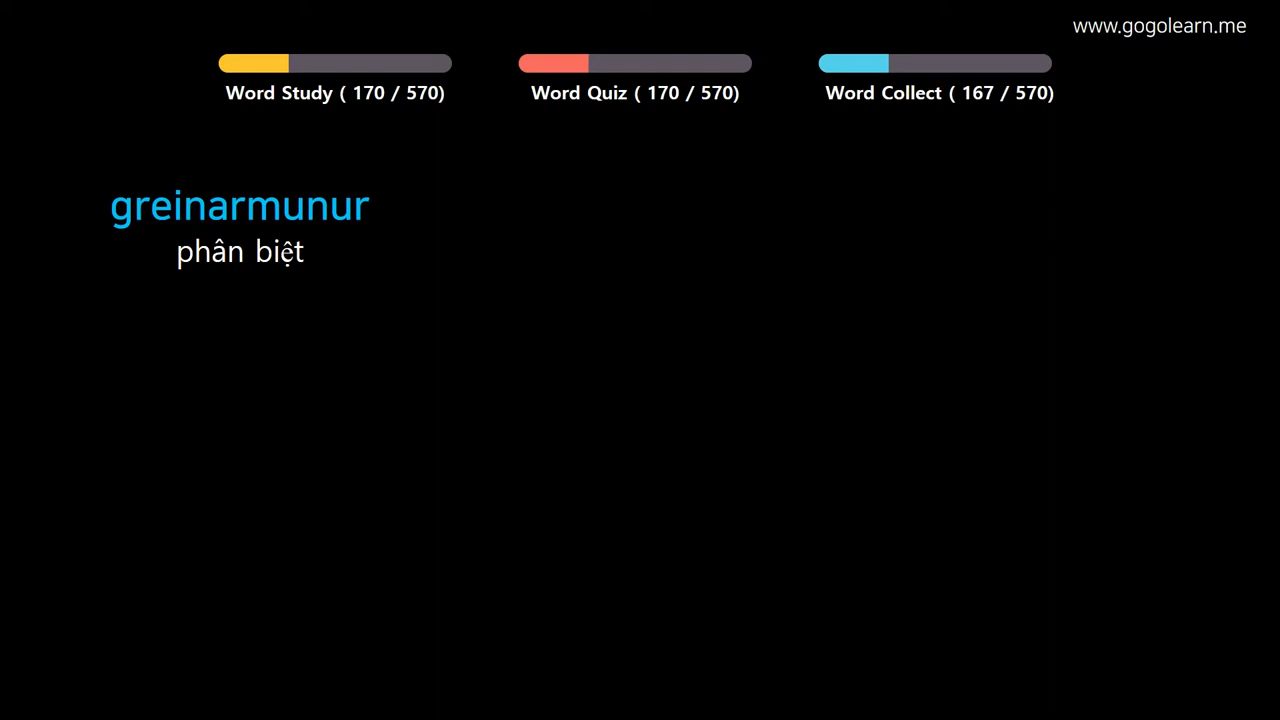 www.gogolearn.me
Word Study ( 170 / 570)
Word Quiz ( 170 / 570)
Word Collect ( 167 / 570)
greinarmunur
phân biệt